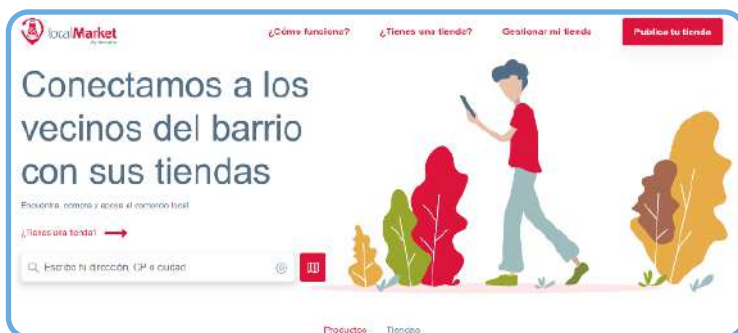 localMarket
¿Cómo funciona?
¿Tienes una tienda?
Gestionar mi tienda
Publica tu tienda
Conectamos a los
vecinos del barrio
con sus tiendas
Encuentra, compra y apoya el comercio local
¿Tienes una tienda?
Escribe tu dirección, CP o ciudad
Productos
Tiendas